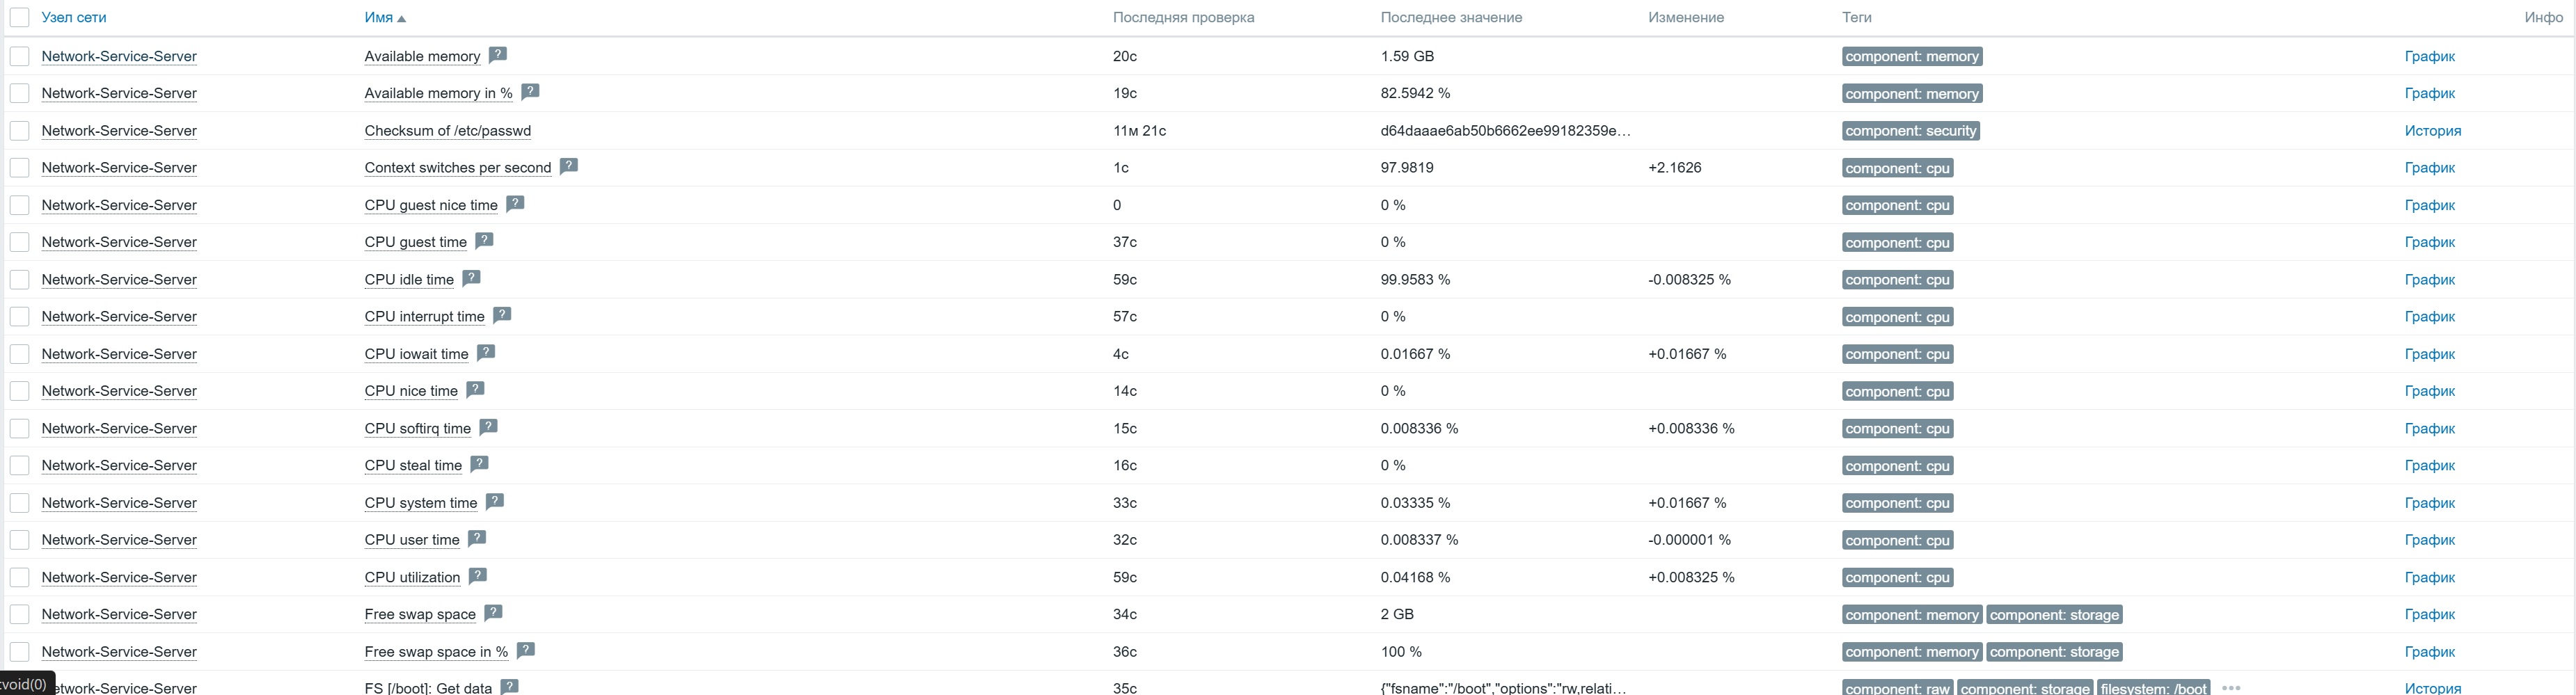 Узел сети Имя Последняя проверка Последнее значение Изменение Теги Инфо
Network-Service-Server Available memory ? 20с 1.59 GB component: memory График
Network-Service-Server Available memory in % ? 19с 82.5942 % component: memory График
Network-Service-Server Checksum of /etc/passwd 11м 21с d64daaae6ab50b6662ee99182359e… component: security История
Network-Service-Server Context switches per second ? 1с 97.9819 +2.1626 component: cpu График
Network-Service-Server CPU guest nice time ? 0 0 % component: cpu График
Network-Service-Server CPU guest time ? 37с 0 % component: cpu График
Network-Service-Server CPU idle time ? 59с 99.9583 % -0.008325 % component: cpu График
Network-Service-Server CPU interrupt time ? 57с 0 % component: cpu График
Network-Service-Server CPU iowait time ? 4с 0.01667 % +0.01667 % component: cpu График
Network-Service-Server CPU nice time ? 14с 0 % component: cpu График
Network-Service-Server CPU softirq time ? 15с 0.008336 % +0.008336 % component: cpu График
Network-Service-Server CPU steal time ? 16с 0 % component: cpu График
Network-Service-Server CPU system time ? 33с 0.03335 % +0.01667 % component: cpu График
Network-Service-Server CPU user time ? 32с 0.008337 % -0.000001 % component: cpu График
Network-Service-Server CPU utilization ? 59с 0.04168 % +0.008325 % component: cpu График
Network-Service-Server Free swap space ? 34с 2 GB component: memory component: storage График
Network-Service-Server Free swap space in % ? 36с 100 % component: memory component: storage График
:void(0) etwork-Service-Server FS [/boot]: Get data ? 35с {"fsname":"/boot","options":"rw,relati… component: raw component: storage filesystem: /boot ••• История